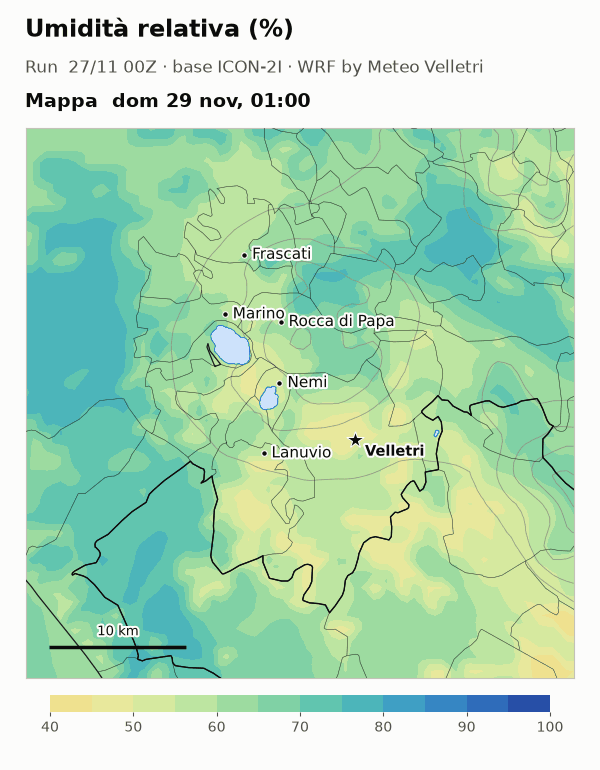 Umidità relativa (%)
Run 27/11 00Z · base ICON-2I · WRF by Meteo Velletri
Mappa dom 29 nov, 01:00
Frascati
Marino
Rocca di Papa
Nemi
Velletri
Lanuvio
10 km
40 50 60 70 80 90 100